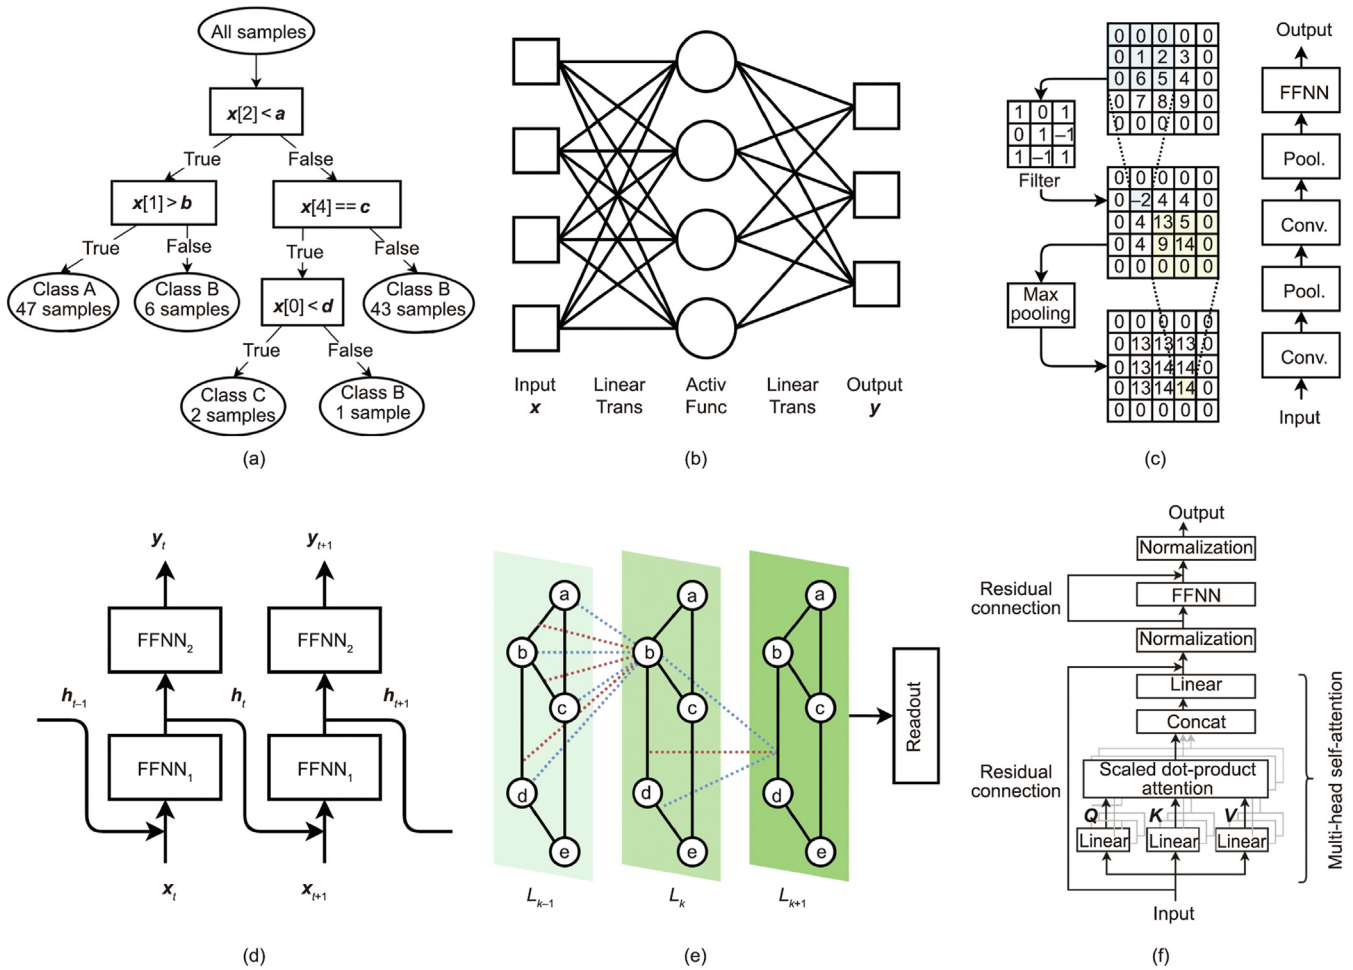 All samples
x[2] < a
True
False
x[1] > b
x[4] == c
True
False
True
False
Class A
47 samples
Class B
6 samples
x[0] < d
Class B
43 samples
True
False
Class C
2 samples
Class B
1 sample
(a)
Input
x
Linear
Trans
Activ
Func
Linear
Trans
Output
y
(b)
0 0 0 0 0
0 1 2 3 0
0 6 5 4 0
0 7 8 9 0
0 0 0 0 0
1 0 1
0 1 –1
1 –1 1
Filter
0 0 0 0 0
0 –2 4 4 0
0 4 13 5 0
0 4 9 14 0
0 0 0 0 0
Max
pooling
0 0 0 0 0
0 13 13 13 0
0 13 14 14 0
0 13 14 14 0
0 0 0 0 0
Output
FFNN
Pool.
Conv.
Pool.
Conv.
Input
(c)
yt
yt+1
FFNN2
FFNN2
ht–1
ht
ht+1
FFNN1
FFNN1
xt
xt+1
(d)
a
b
c
d
e
a
b
c
d
e
a
b
c
d
e
Readout
Lk–1
Lk
Lk+1
(e)
Output
Normalization
Residual
connection
FFNN
Normalization
Linear
Concat
Residual
connection
Scaled dot-product
attention
Q
K
V
Linear
Linear
Linear
Multi-head self-attention
Input
(f)